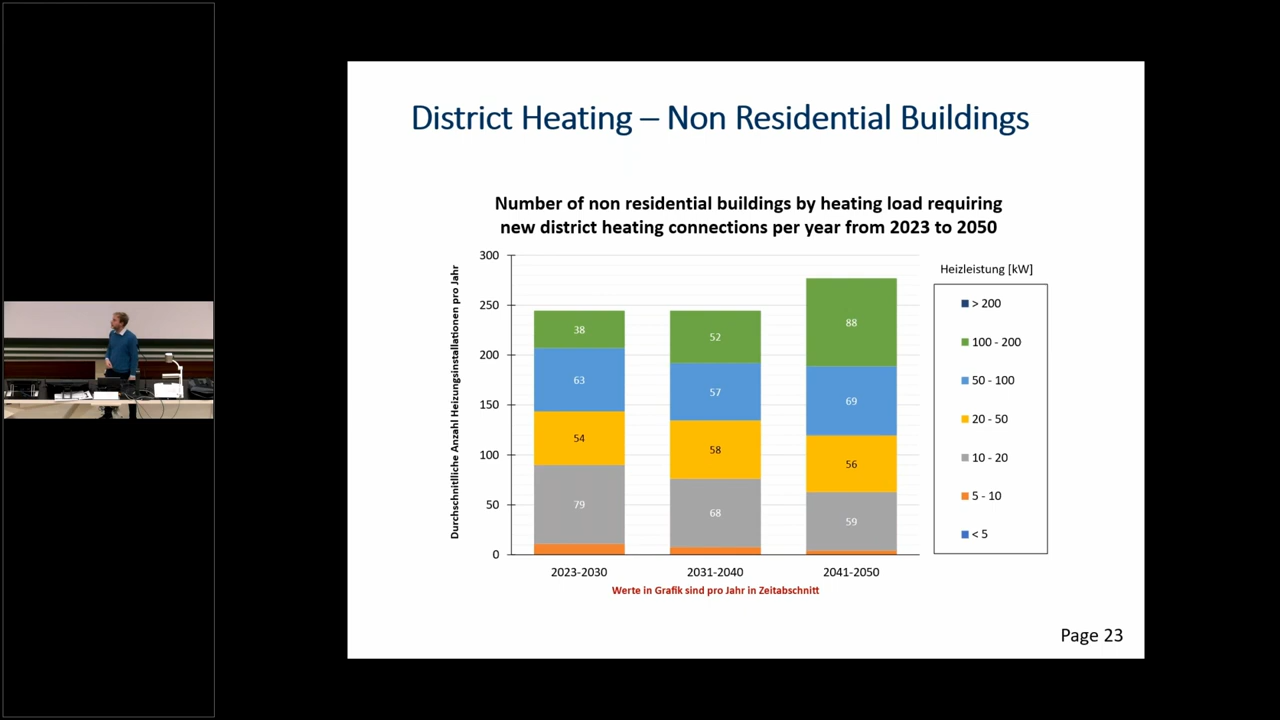 District Heating – Non Residential Buildings
Number of non residential buildings by heating load requiring
new district heating connections per year from 2023 to 2050
Durchschnitlliche Anzahl Heizungsinstallationen pro Jahr
300
250
200
150
100
50
0
38
63
54
79
52
57
58
68
88
69
56
59
2023-2030
2031-2040
2041-2050
Werte in Grafik sind pro Jahr in Zeitabschnitt
Heizleistung [kW]
> 200
100 - 200
50 - 100
20 - 50
10 - 20
5 - 10
< 5
Page 23